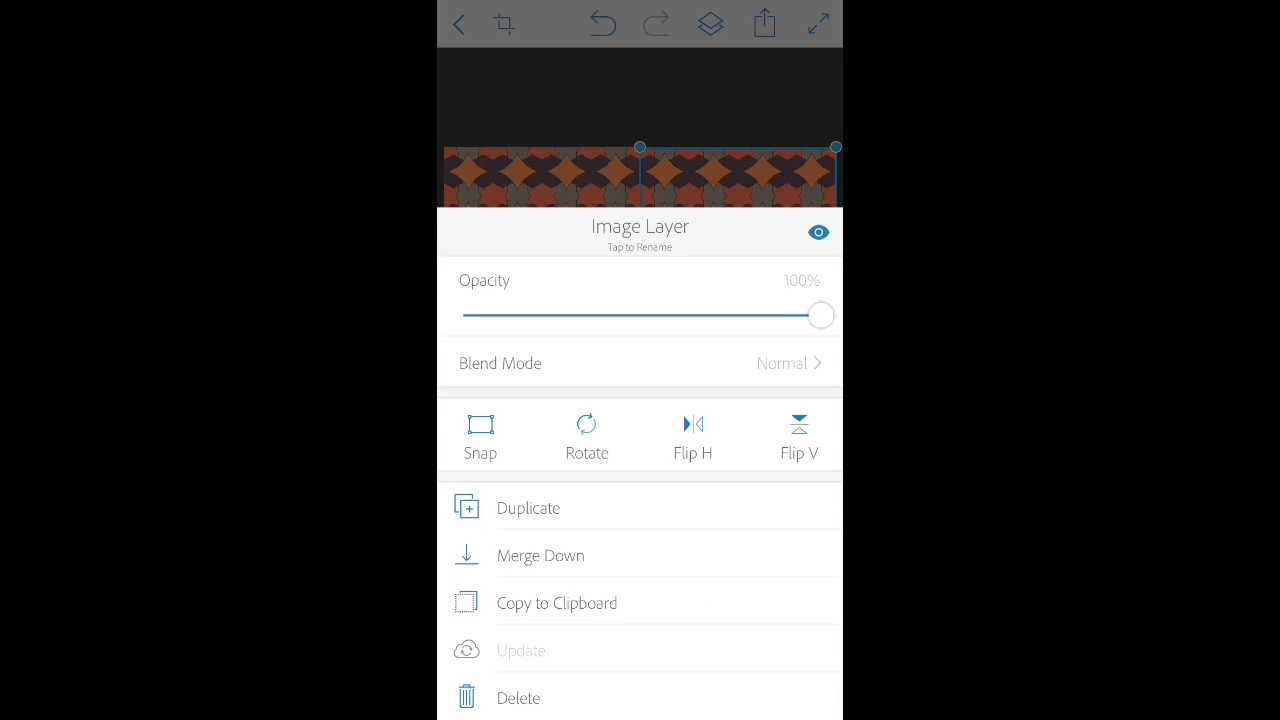 Image Layer
Tap to Rename
Opacity 100%
Blend Mode Normal
Snap Rotate Flip H Flip V
Duplicate
Merge Down
Copy to Clipboard
Update
Delete